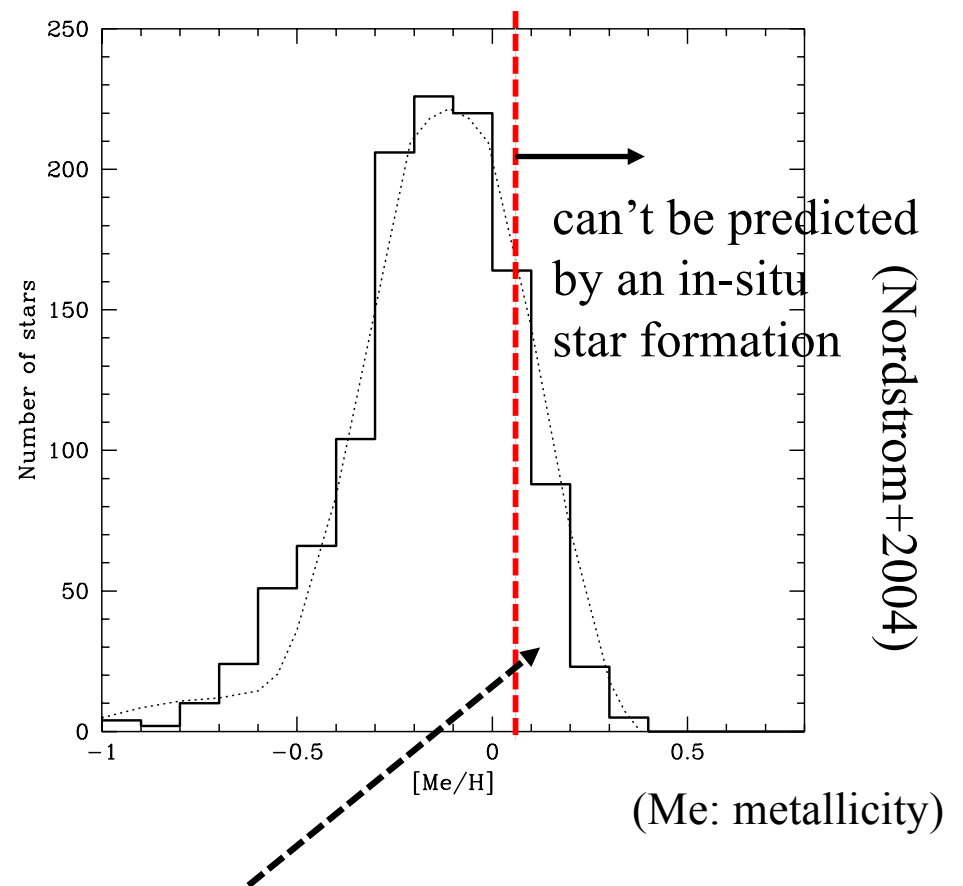 250
200
150
100
50
0
Number of stars
−1
−0.5
0
0.5
[Me/H]
can’t be predicted
by an in-situ
star formation
(Nordstrom+2004)
(Me: metallicity)